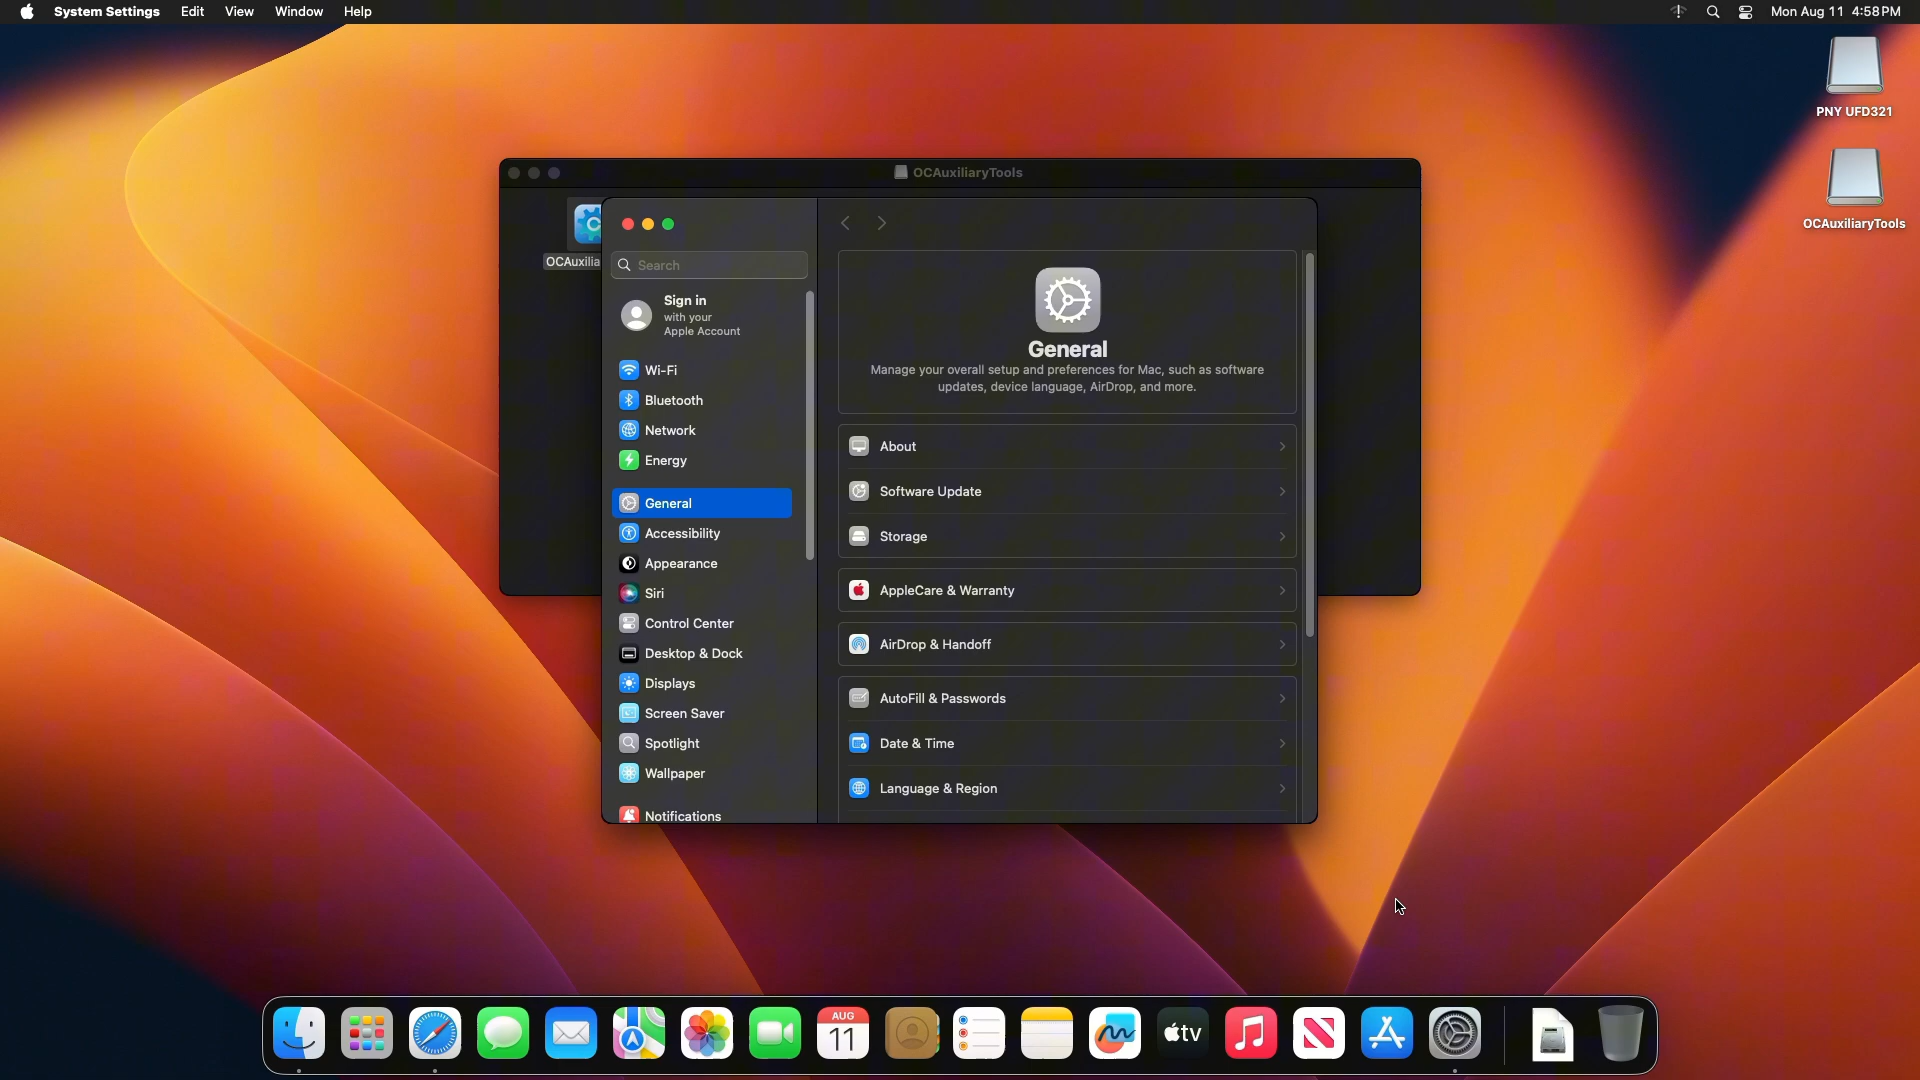 System Settings Edit View Window Help
Mon Aug 11 4:58 PM
PNY UFD321
OCAuxiliaryTools
OCAuxiliaryTools
OCAuxilia
Search
Sign in
with your
Apple Account
Wi-Fi
Bluetooth
Network
Energy
General
Accessibility
Appearance
Siri
Control Center
Desktop & Dock
Displays
Screen Saver
Spotlight
Wallpaper
Notifications
General
Manage your overall setup and preferences for Mac, such as software
updates, device language, AirDrop, and more.
About
Software Update
Storage
AppleCare & Warranty
AirDrop & Handoff
AutoFill & Passwords
Date & Time
Language & Region
AUG
11
tv